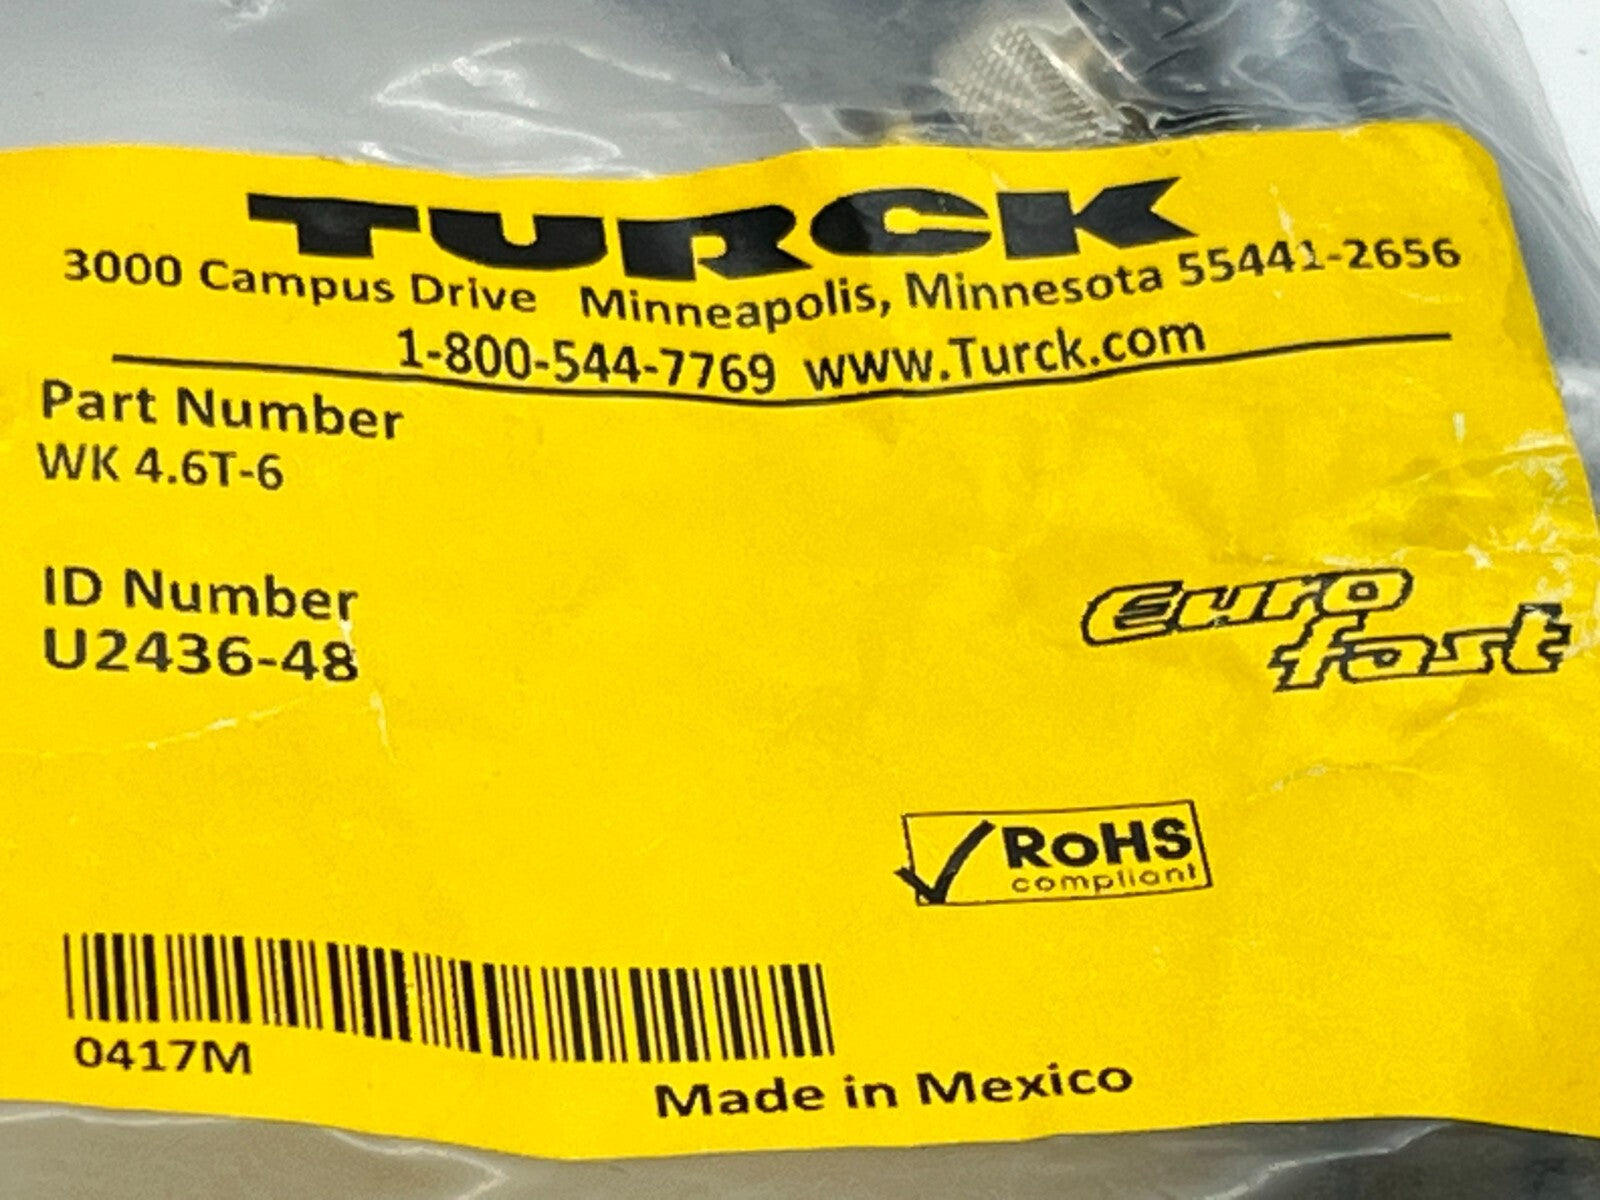 TURCK
3000 Campus Drive Minneapolis, Minnesota 55441-2656
1-800-544-7769 www.Turck.com
Part Number
WK 4.6T-6
ID Number
U2436-48
Euro
fast
RoHS
compliant
0417M
Made in Mexico